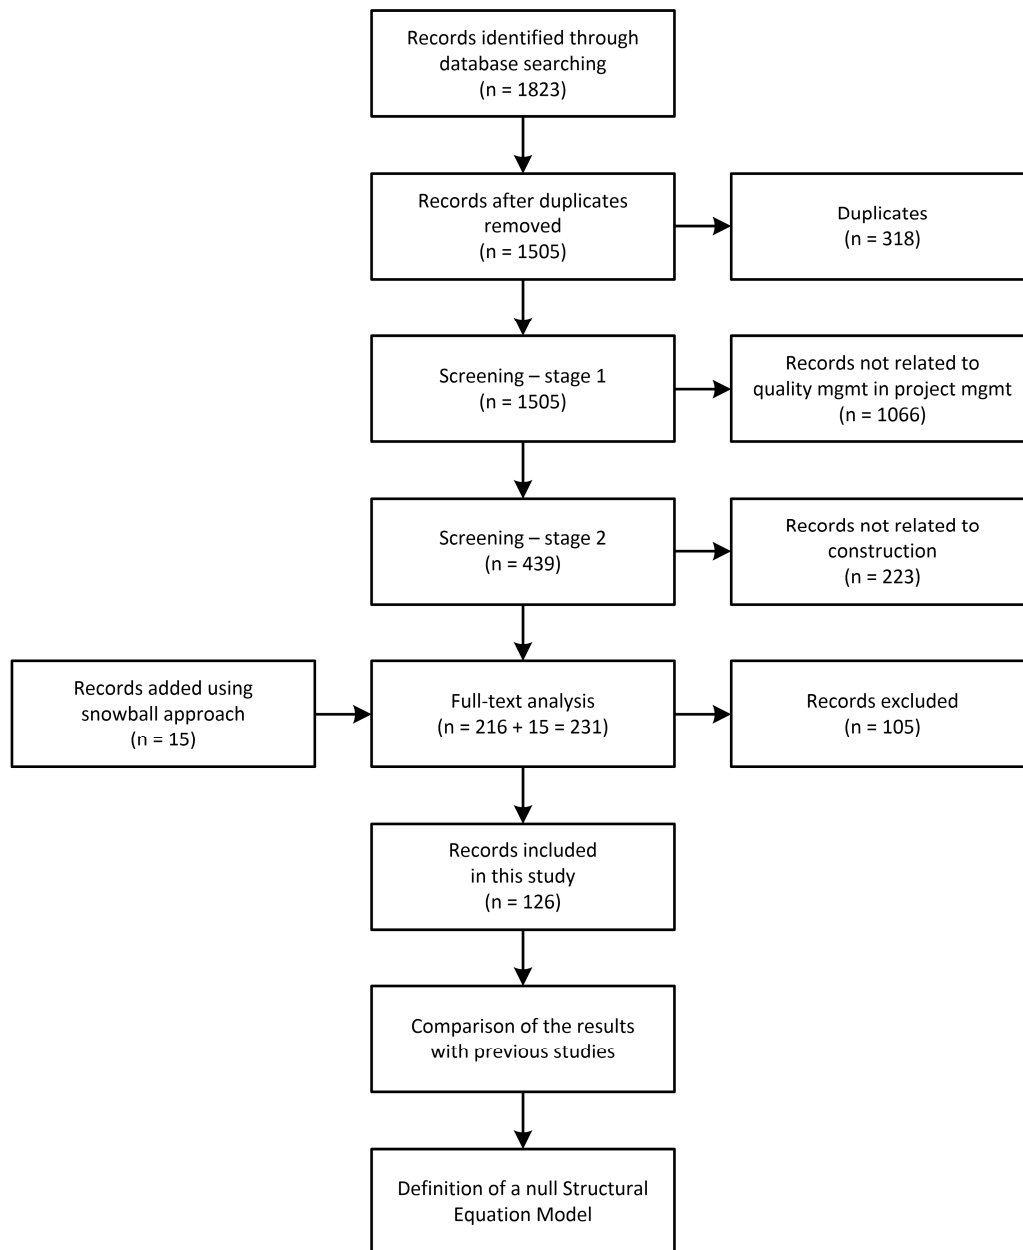 Records identified through
database searching
(n = 1823)
Records after duplicates
removed
(n = 1505)
Duplicates
(n = 318)
Screening – stage 1
(n = 1505)
Records not related to
quality mgmt in project mgmt
(n = 1066)
Screening – stage 2
(n = 439)
Records not related to
construction
(n = 223)
Records added using
snowball approach
(n = 15)
Full-text analysis
(n = 216 + 15 = 231)
Records excluded
(n = 105)
Records included
in this study
(n = 126)
Comparison of the results
with previous studies
Definition of a null Structural
Equation Model